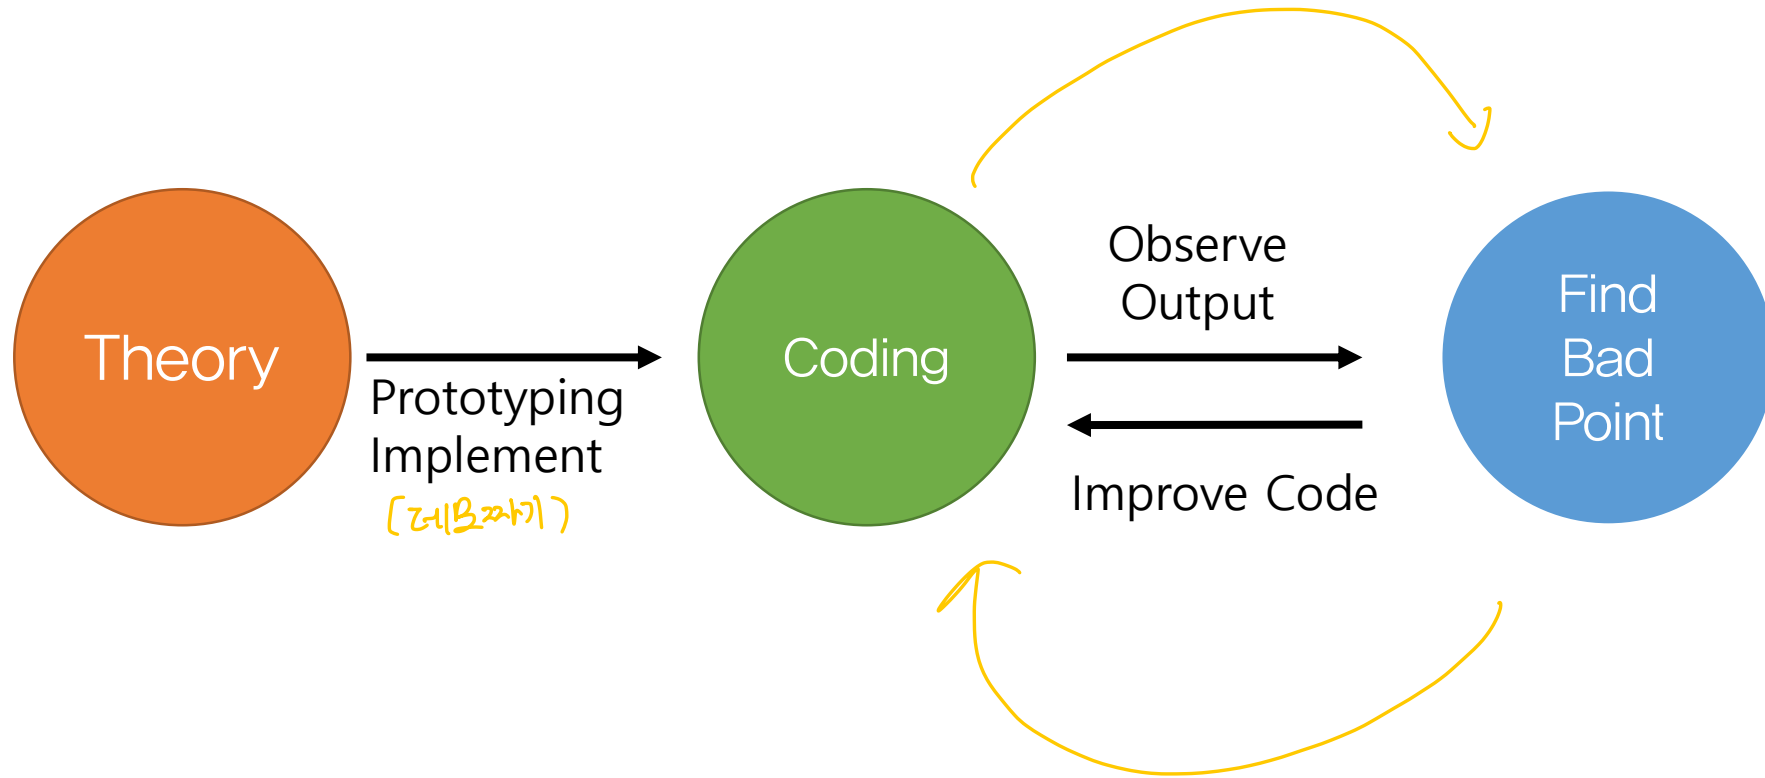 Theory
Prototyping
Implement
(데모짜기)
Coding
Observe
Output
Improve Code
Find
Bad
Point